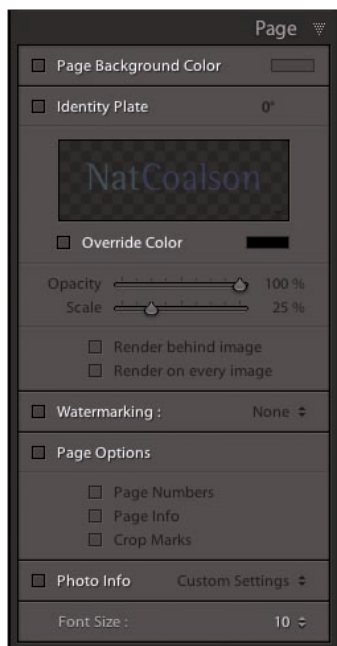 Page
Page Background Color
Identity Plate 0°
NatCoalson
Override Color
Opacity 100 %
Scale 25 %
Render behind image
Render on every image
Watermarking : None
Page Options
Page Numbers
Page Info
Crop Marks
Photo Info Custom Settings
Font Size : 10